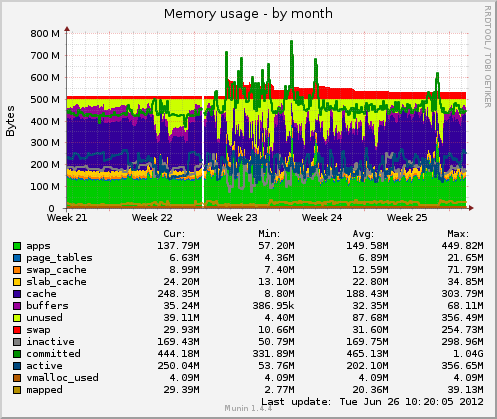 Memory usage - by month
RRDTOOL / TOBI OETIKER
Bytes
800 M
700 M
600 M
500 M
400 M
300 M
200 M
100 M
0
Week 21 Week 22 Week 23 Week 24 Week 25
Cur: Min: Avg: Max:
apps 137.79M 57.20M 149.58M 449.82M
page_tables 6.63M 4.36M 6.89M 21.65M
swap_cache 8.99M 7.40M 12.59M 71.79M
slab_cache 24.20M 13.10M 22.80M 34.85M
cache 248.35M 8.80M 188.43M 303.79M
buffers 35.24M 386.95k 32.35M 68.11M
unused 39.11M 4.40M 87.68M 356.49M
swap 29.93M 10.66M 31.60M 254.73M
inactive 169.43M 50.79M 169.75M 298.96M
committed 444.18M 331.89M 465.13M 1.04G
active 250.04M 53.76M 202.10M 356.65M
vmalloc_used 4.09M 4.09M 4.09M 4.09M
mapped 29.39M 2.77M 20.36M 39.13M
Last update: Tue Jun 26 10:20:05 2012
Munin 1.4.4